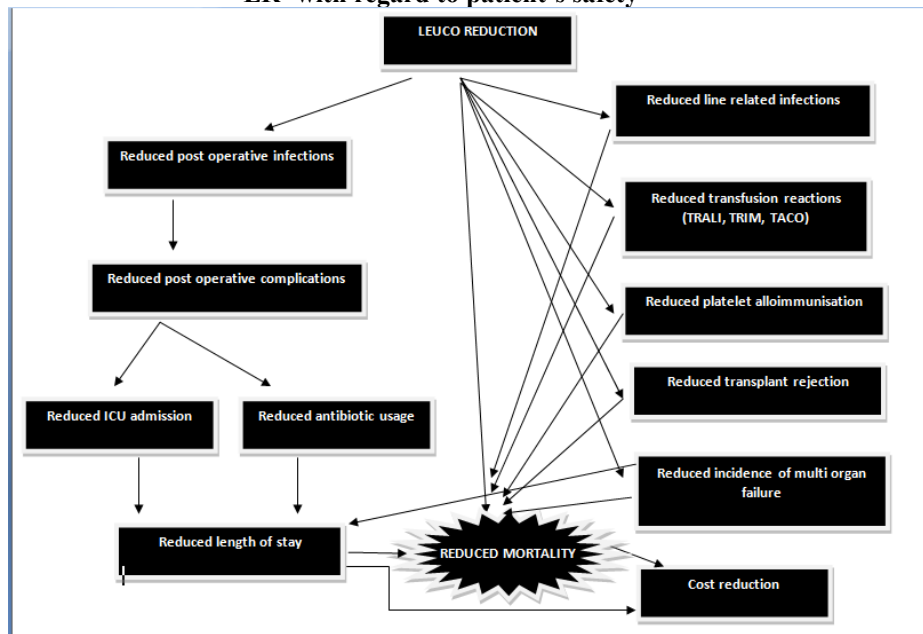 LR with regard to patient's safety
LEUCO REDUCTION
Reduced line related infections
Reduced post operative infections
Reduced transfusion reactions
(TRALI, TRIM, TACO)
Reduced post operative complications
Reduced platelet alloimmunisation
Reduced transplant rejection
Reduced ICU admission
Reduced antibiotic usage
Reduced incidence of multi organ
failure
Reduced length of stay
REDUCED MORTALITY
Cost reduction